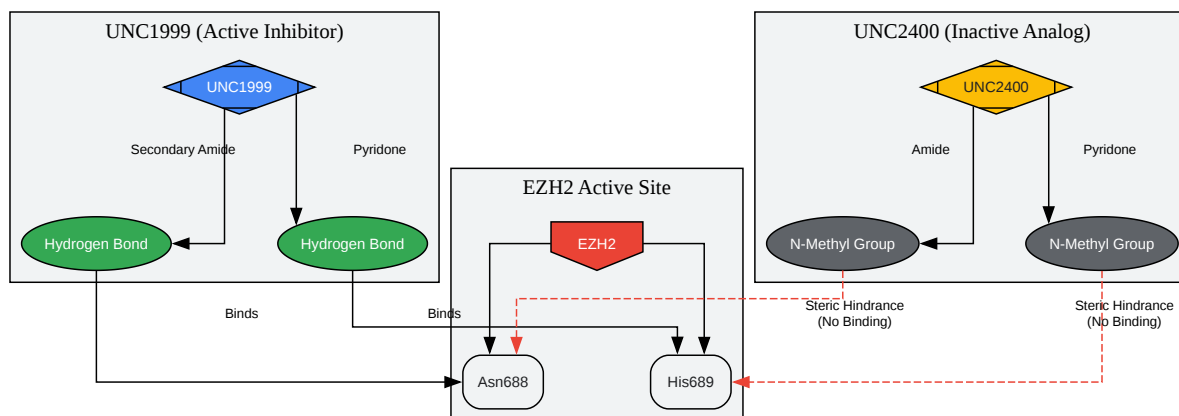 UNC1999 (Active Inhibitor)
UNC2400 (Inactive Analog)
UNC1999
UNC2400
Secondary Amide
Pyridone
Amide
Pyridone
EZH2 Active Site
Hydrogen Bond
Hydrogen Bond
EZH2
N-Methyl Group
N-Methyl Group
Binds
Binds
Steric Hindrance
(No Binding)
Steric Hindrance
(No Binding)
Asn688
His689